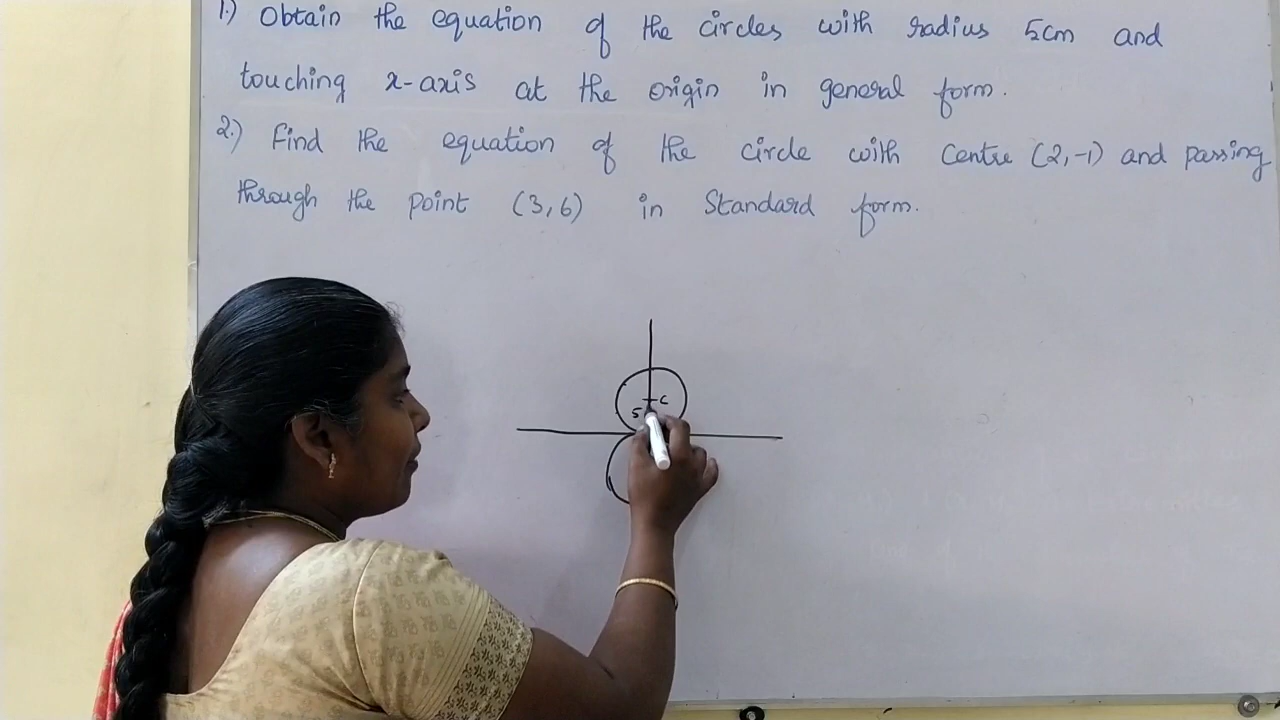 1.) Obtain the equation of the circles with radius 5cm and
touching x-axis at the origin in general form.
2.) Find the equation of the circle with centre (2,-1) and passing
through the point (3,6) in Standard form.
C
5